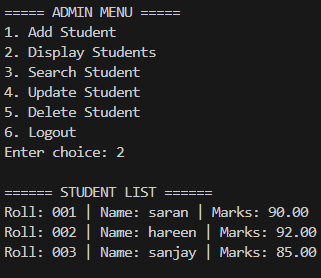 ===== ADMIN MENU =====
1. Add Student
2. Display Students
3. Search Student
4. Update Student
5. Delete Student
6. Logout
Enter choice: 2
====== STUDENT LIST ======
Roll: 001 | Name: saran | Marks: 90.00
Roll: 002 | Name: hareen | Marks: 92.00
Roll: 003 | Name: sanjay | Marks: 85.00